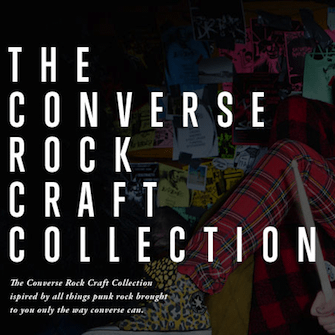 THE
CONVERSE
ROCK
CRAFT
COLLECTION
The Converse Rock Craft Collection
ispired by all things punk rock brought
to you only the way converse can.